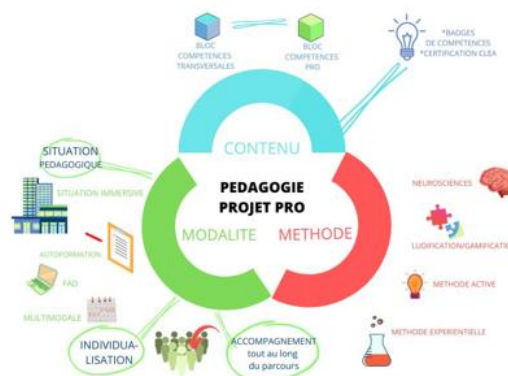 BLOC
COMPETENCES
TRANSVERSALES
BLOC
COMPETENCES
PRO
*BADGES
DE COMPETENCES
*CERTIFICATION CLEA
CONTENU
SITUATION
PEDAGOGIQUE
SITUATION IMMERSIVE
AUTOFORMATION
FAD
MULTIMODALE
INDIVIDUA-
LISATION
ACCOMPAGNEMENT
tout au long
du parcours
PEDAGOGIE
PROJET PRO
MODALITE
METHODE
NEUROSCIENCES
LUDIFICATION/GAMIFICATION
METHODE ACTIVE
METHODE EXPERIENTIELLE